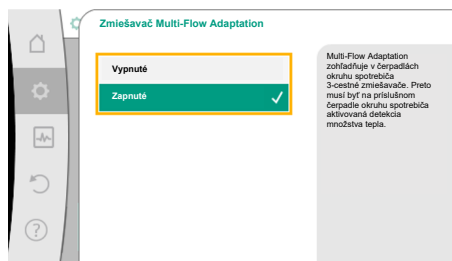 Zmiešavač Multi-Flow Adaptation
Vypnuté
Zapnuté
Multi-Flow Adaptation
zohľadňuje v čerpadlách
okruhu spotrebiča
3-cestné zmiešavače. Preto
musí byť na príslušnom
čerpadle okruhu spotrebiča
aktivovaná detekcia
množstva tepla.
?